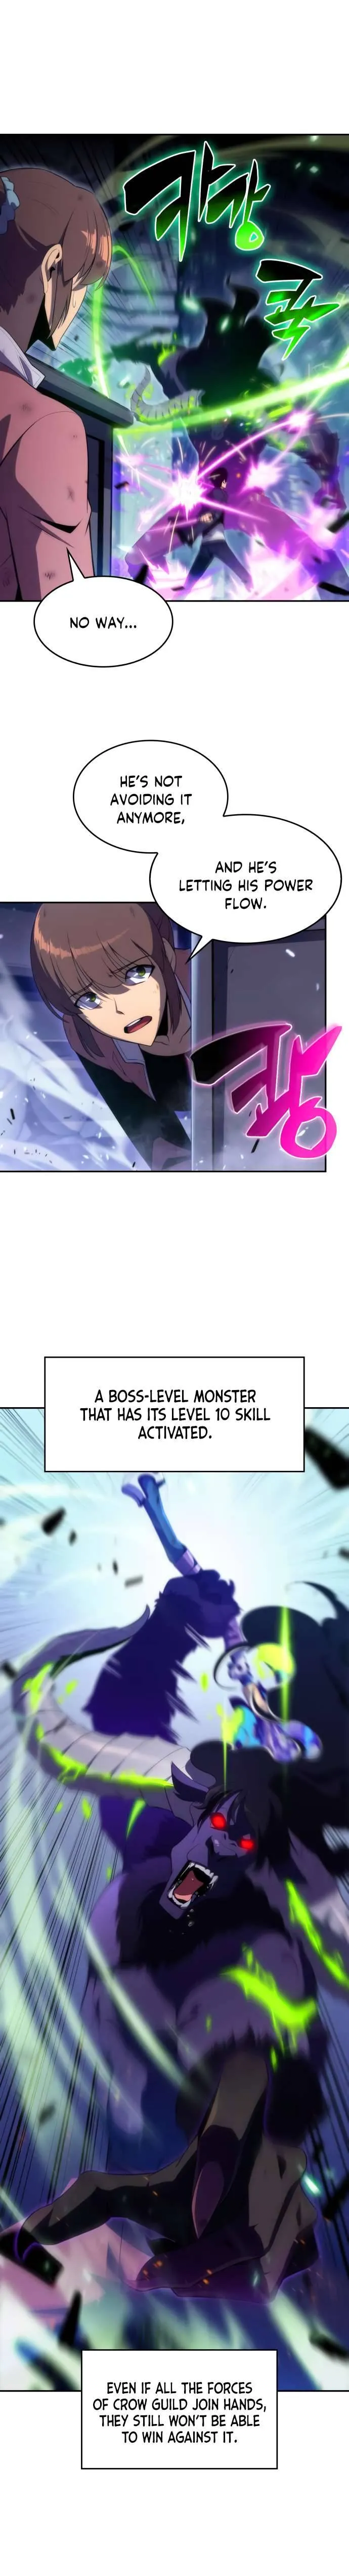 카캉
콱
NO WAY...
HE'S NOT
AVOIDING IT
ANYMORE,
AND HE'S
LETTING HIS POWER
FLOW.
쾅
A BOSS-LEVEL MONSTER
THAT HAS ITS LEVEL 10 SKILL
ACTIVATED.
EVEN IF ALL THE FORCES
OF CROW GUILD JOIN HANDS,
THEY STILL WON'T BE ABLE
TO WIN AGAINST IT.